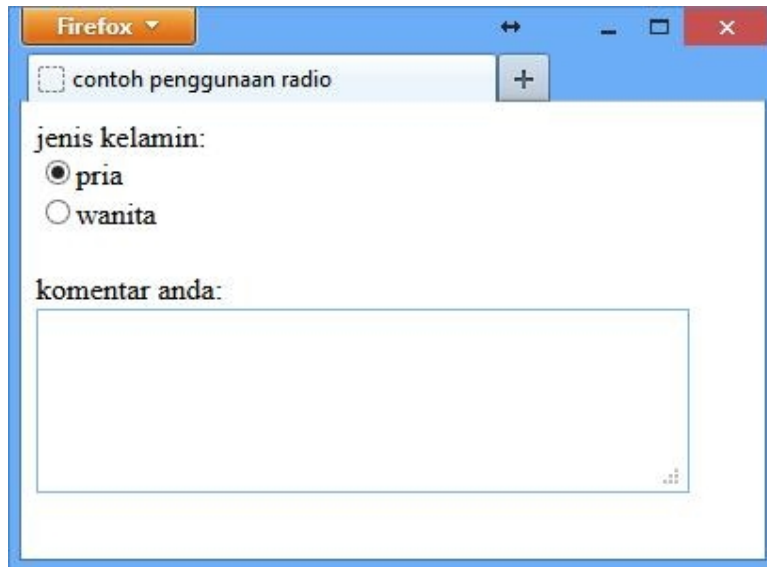 Firefox
contoh penggunaan radio
jenis kelamin:
pria
wanita
komentar anda: